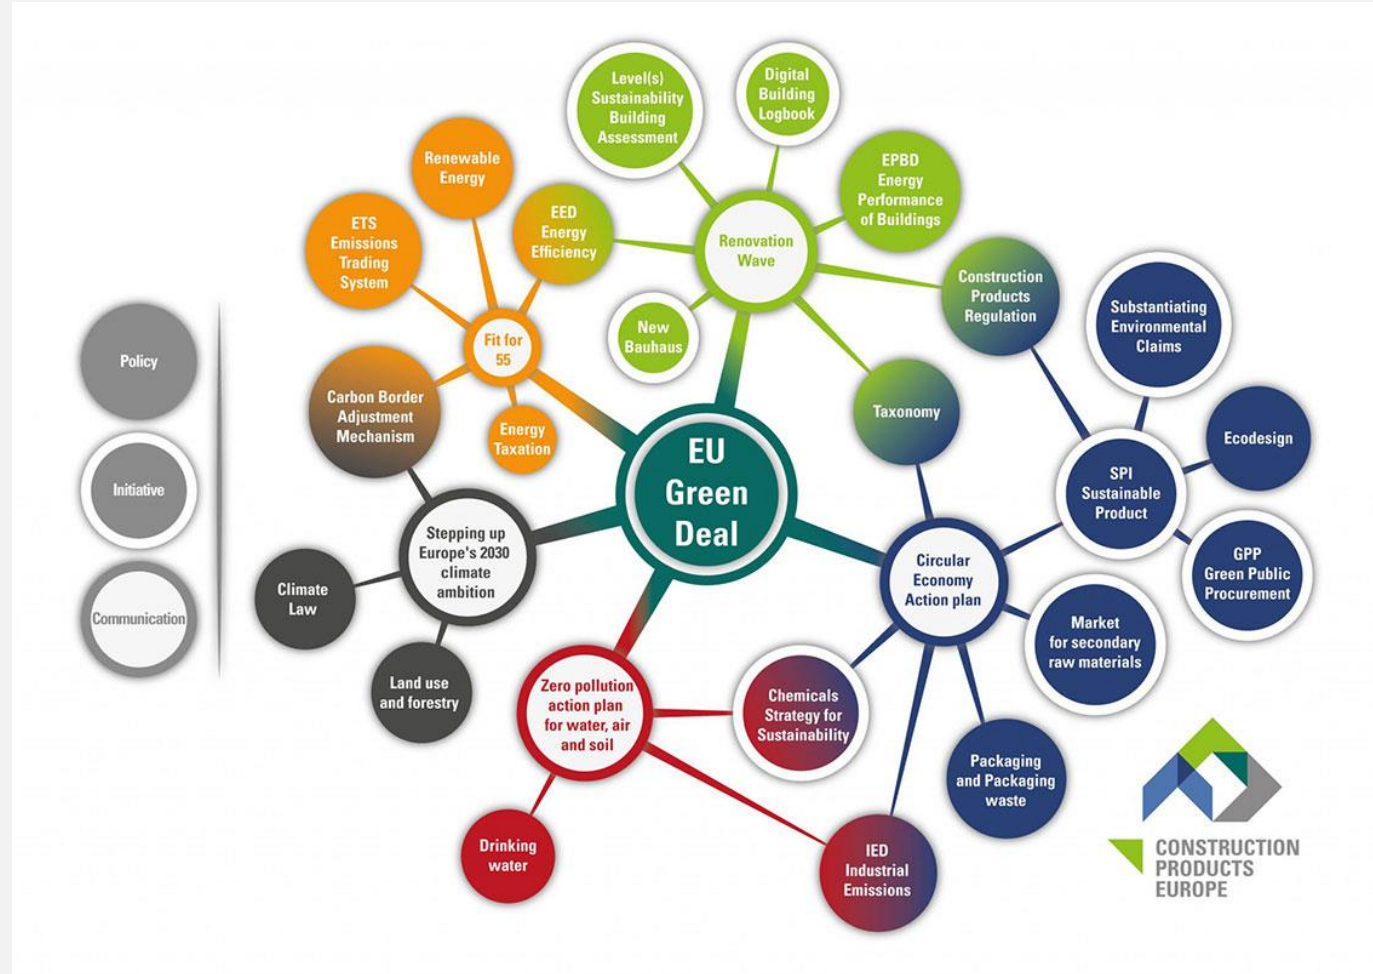 Level(s)
Sustainability
Building
Assessment
Digital
Building
Logbook
Renewable
Energy
EPBD
Energy
Performance
of Buildings
ETS
Emissions
Trading
System
EED
Energy
Efficiency
Renovation
Wave
Construction
Products
Regulation
Substantiating
Environmental
Claims
New
Bauhaus
Fit for
55
Policy
Carbon Border
Adjustment
Mechanism
Energy
Taxation
Taxonomy
Ecodesign
EU
Green
Deal
SPI
Sustainable
Product
Initiative
Stepping up
Europe's 2030
climate
ambition
Circular
Economy
Action plan
GPP
Green Public
Procurement
Climate
Law
Communication
Market
for secondary
raw materials
Land use
and forestry
Zero pollution
action plan
for water, air
and soil
Chemicals
Strategy for
Sustainability
Packaging
and Packaging
waste
Drinking
water
IED
Industrial
Emissions
CONSTRUCTION
PRODUCTS
EUROPE